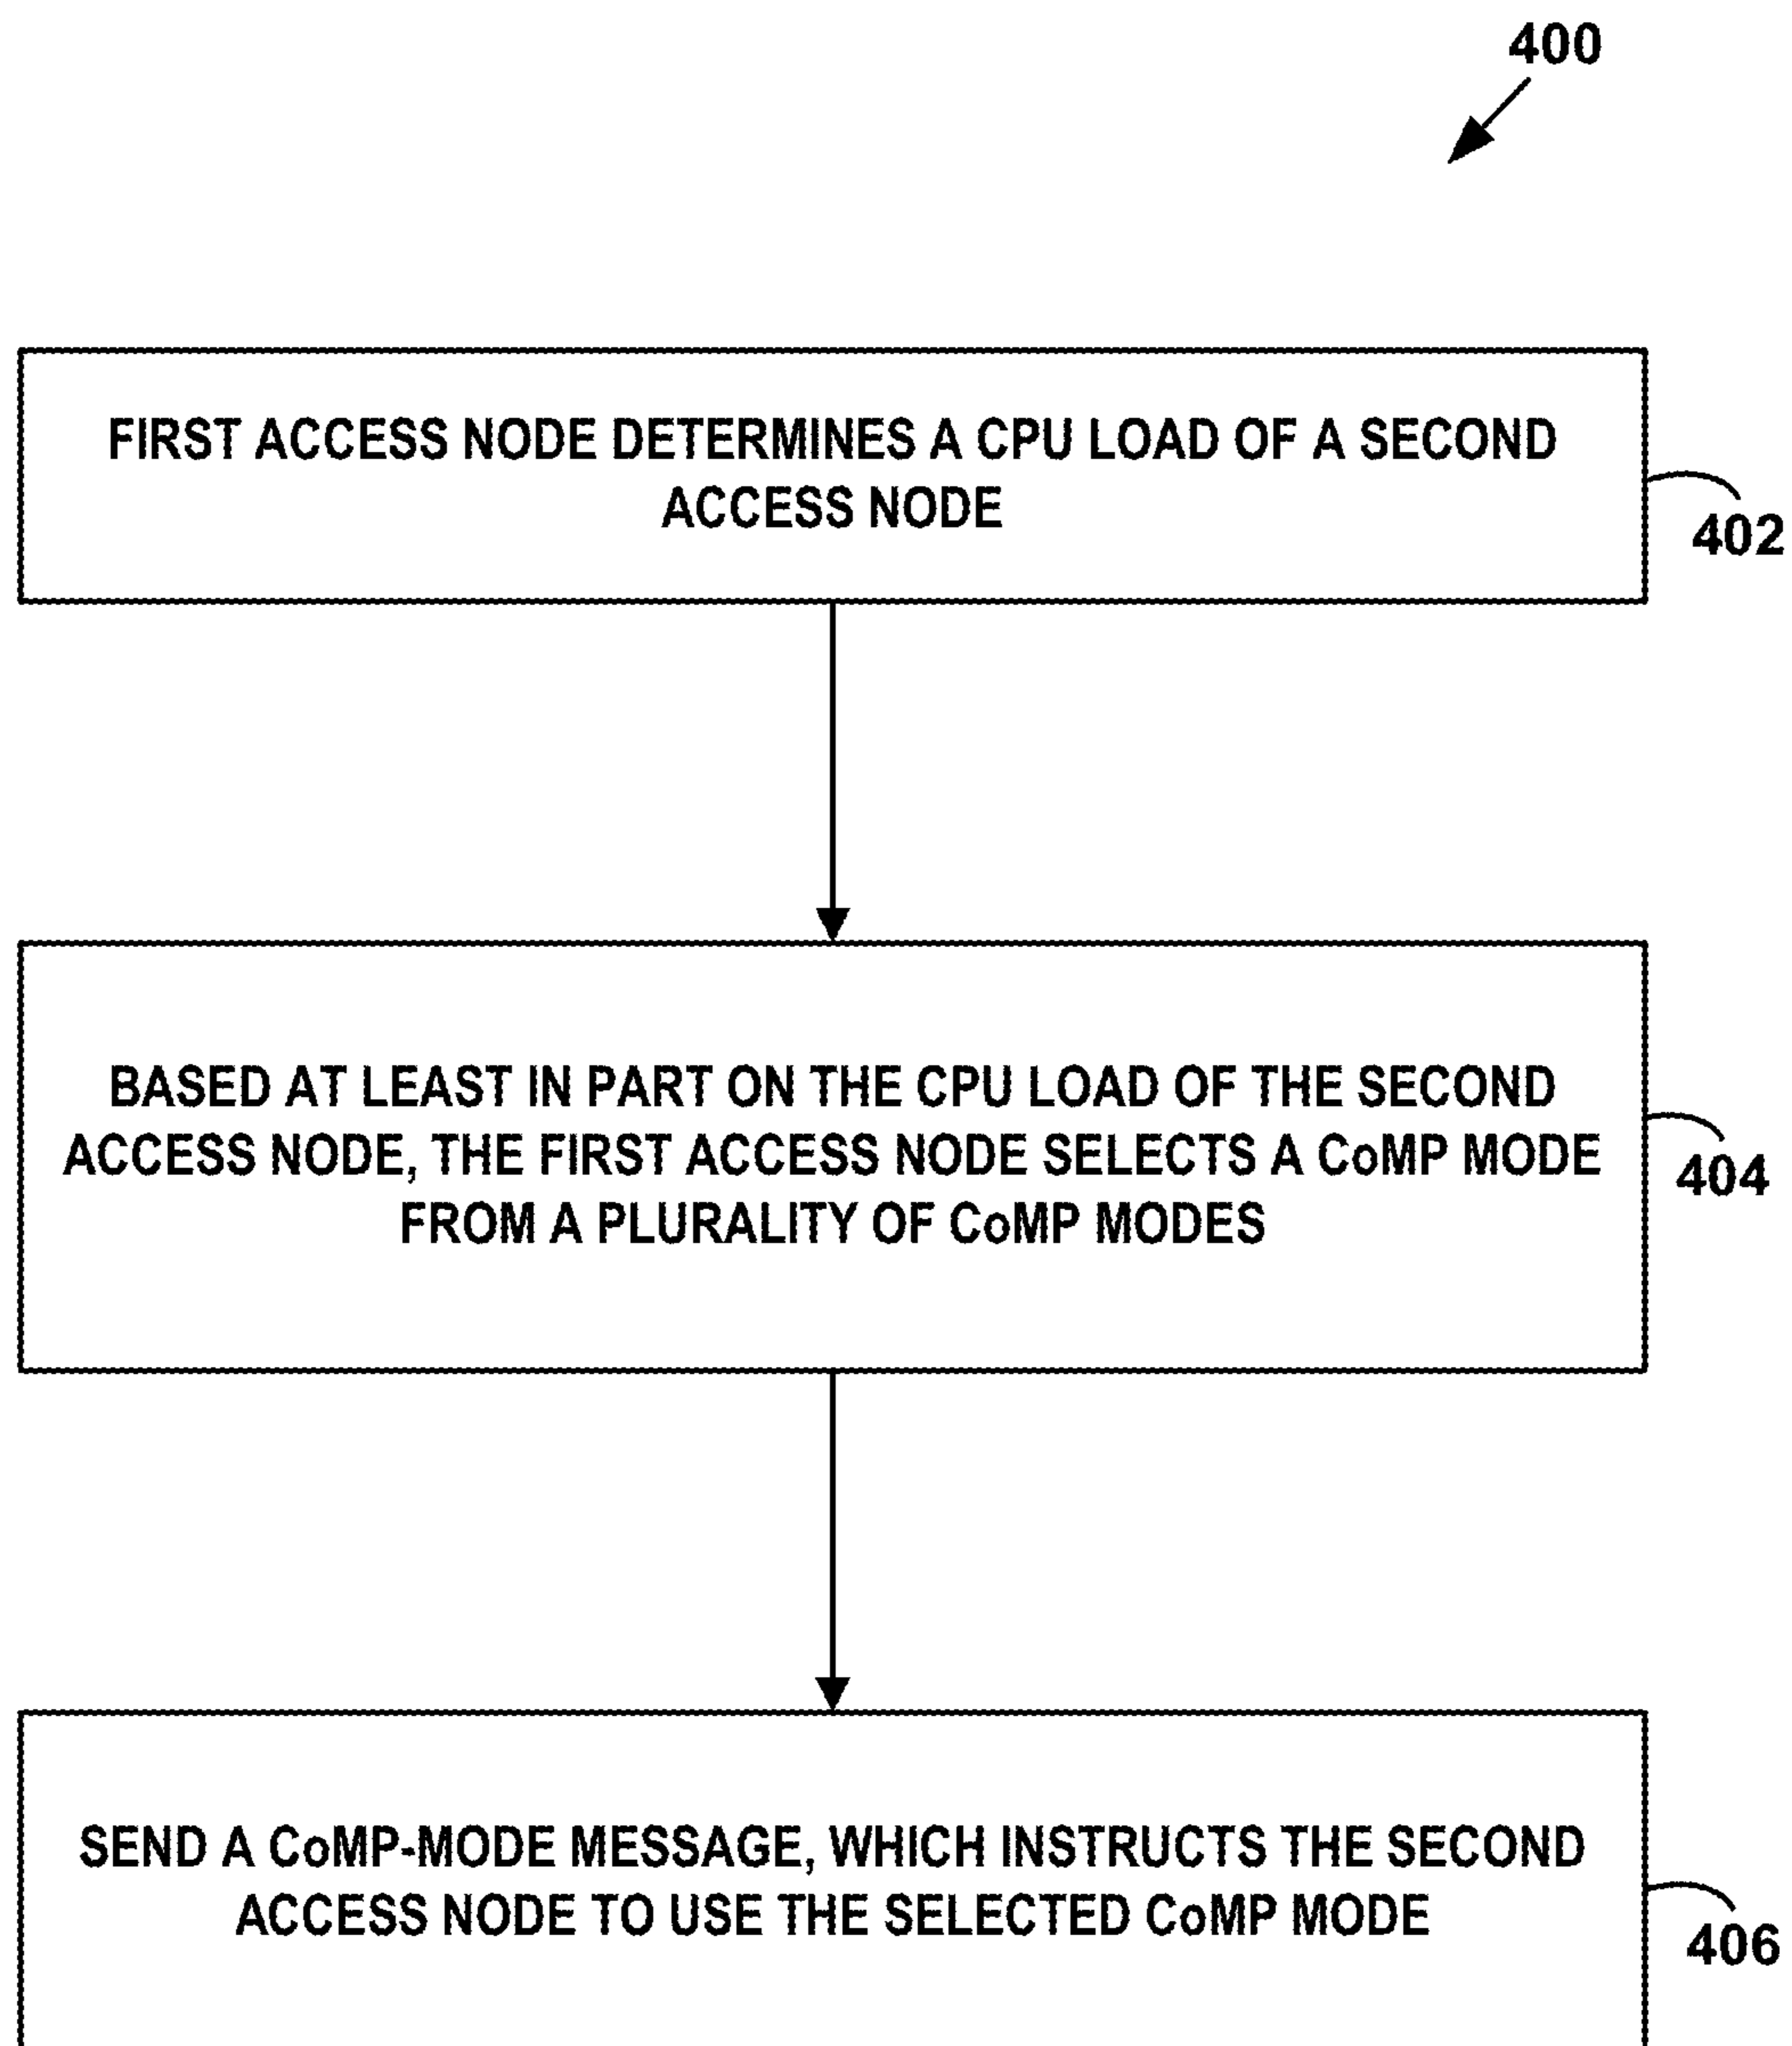 400
FIRST ACCESS NODE DETERMINES A CPU LOAD OF A SECOND
ACCESS NODE
402
BASED AT LEAST IN PART ON THE CPU LOAD OF THE SECOND
ACCESS NODE, THE FIRST ACCESS NODE SELECTS A CoMP MODE
FROM A PLURALITY OF CoMP MODES
404
SEND A CoMP-MODE MESSAGE, WHICH INSTRUCTS THE SECOND
ACCESS NODE TO USE THE SELECTED CoMP MODE
406